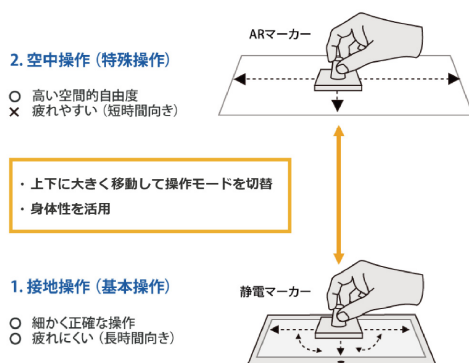 ARマーカー
2. 空中操作（特殊操作）
○ 高い空間的自由度
× 疲れやすい（短時間向き）
・上下に大きく移動して操作モードを切替
・身体性を活用
1. 接地操作（基本操作）
静電マーカー
○ 細かく正確な操作
○ 疲れにくい（長時間向き）